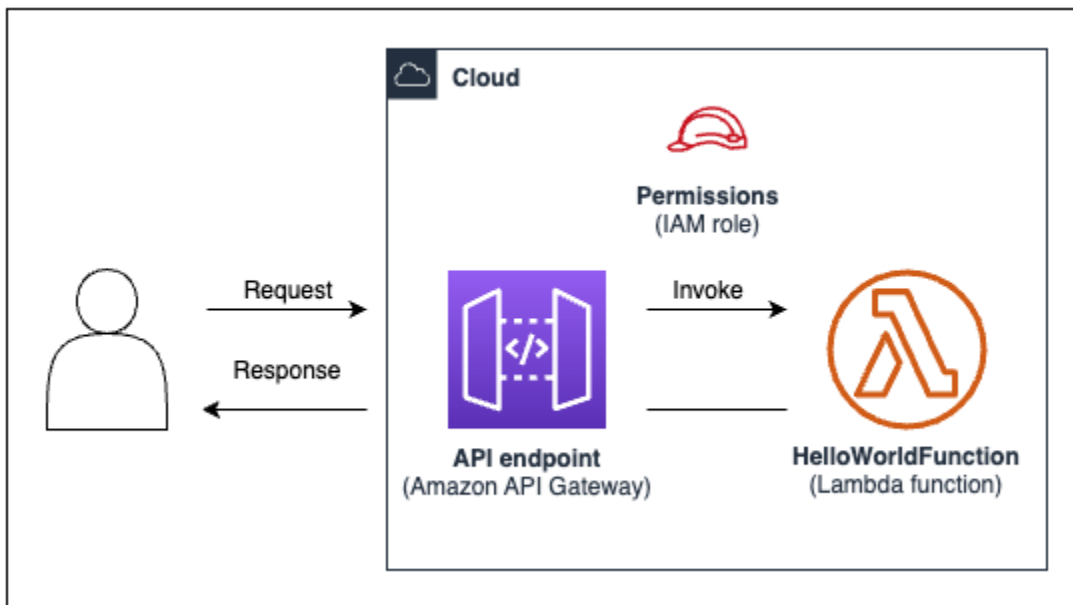 Cloud
Permissions
(IAM role)
Request
Invoke
Response
</>
API endpoint
(Amazon API Gateway)
HelloWorldFunction
(Lambda function)